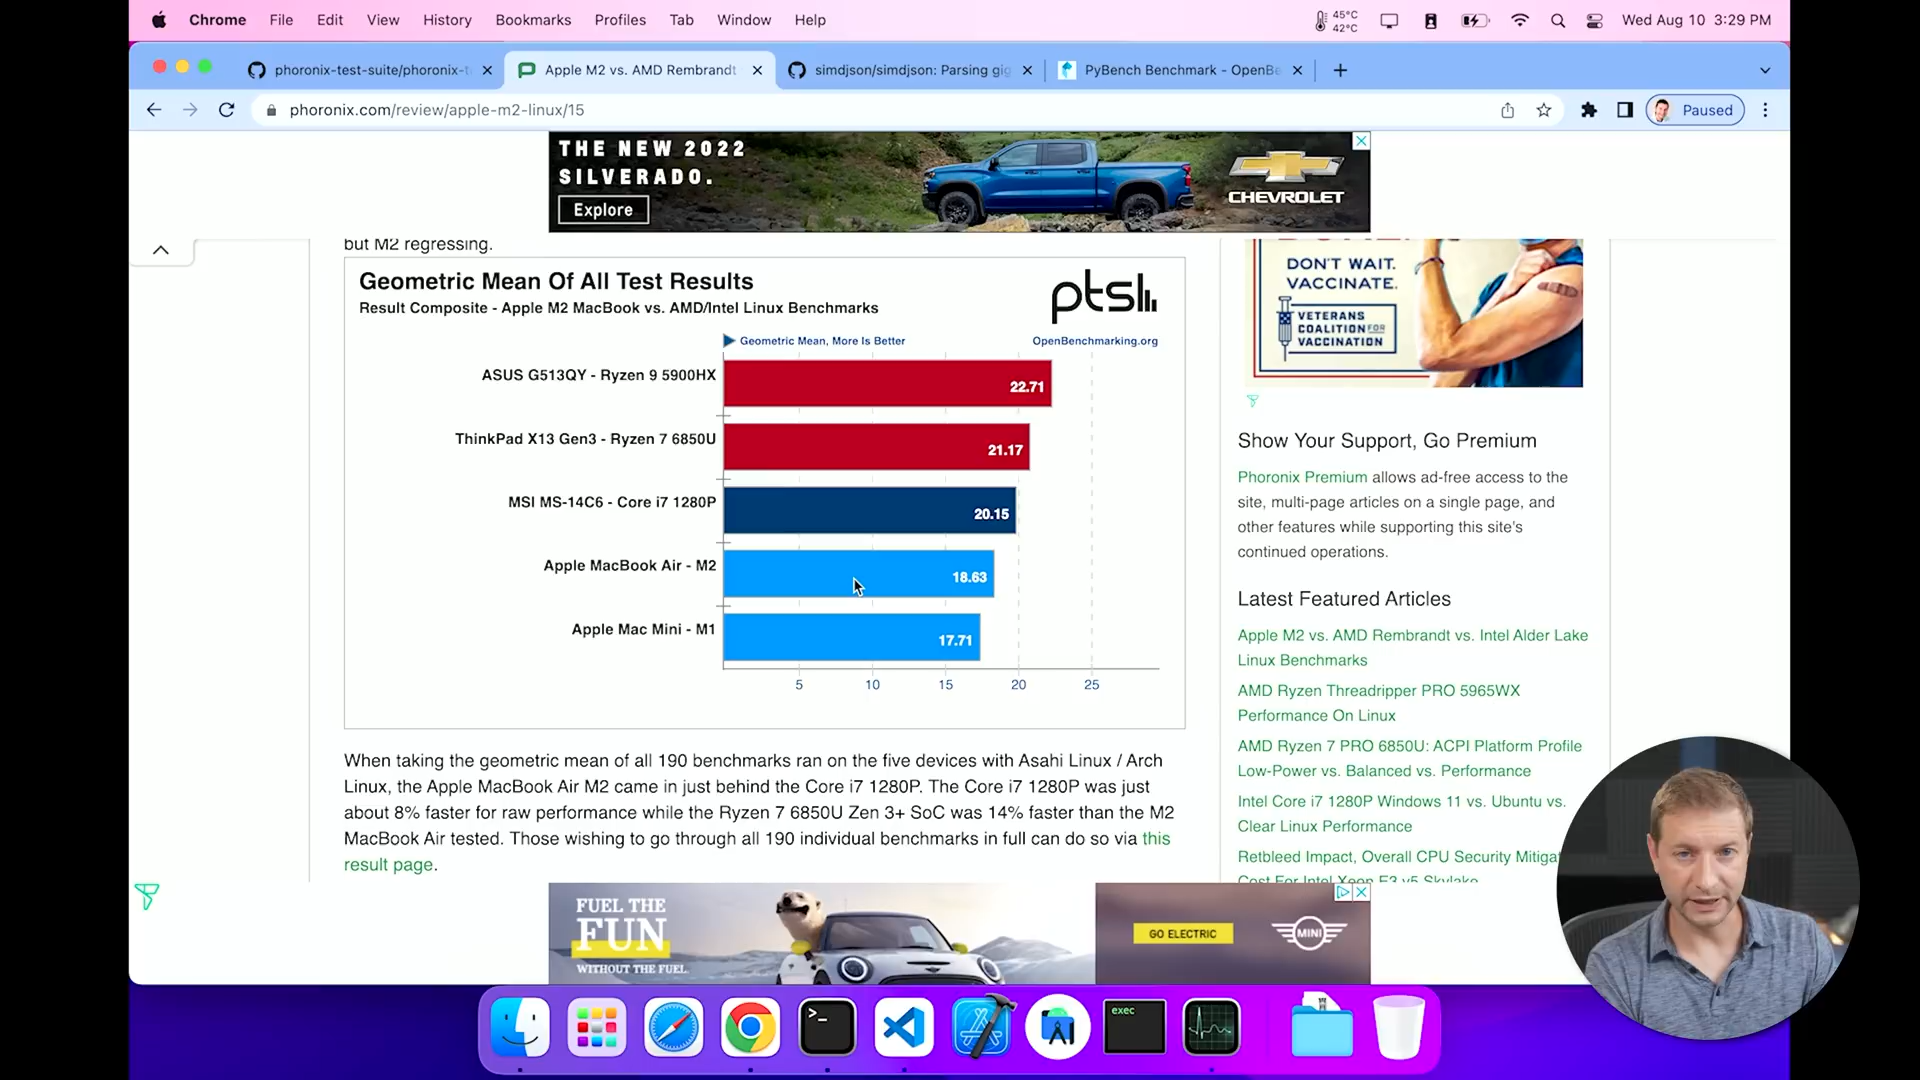 Chrome File Edit View History Bookmarks Profiles Tab Window Help
45°C
42°C
Wed Aug 10 3:29 PM
phoronix-test-suite/phoronix-t
Apple M2 vs. AMD Rembrandt
simdjson/simdjson: Parsing gig
PyBench Benchmark - OpenBe
phoronix.com/review/apple-m2-linux/15
Paused
THE NEW 2022
SILVERADO.
Explore
CHEVROLET
but M2 regressing.
Geometric Mean Of All Test Results
Result Composite - Apple M2 MacBook vs. AMD/Intel Linux Benchmarks
ptsl
Geometric Mean, More Is Better
OpenBenchmarking.org
ASUS G513QY - Ryzen 9 5900HX
22.71
ThinkPad X13 Gen3 - Ryzen 7 6850U
21.17
MSI MS-14C6 - Core i7 1280P
20.15
Apple MacBook Air - M2
18.63
Apple Mac Mini - M1
17.71
5 10 15 20 25
When taking the geometric mean of all 190 benchmarks ran on the five devices with Asahi Linux / Arch
Linux, the Apple MacBook Air M2 came in just behind the Core i7 1280P. The Core i7 1280P was just
about 8% faster for raw performance while the Ryzen 7 6850U Zen 3+ SoC was 14% faster than the M2
MacBook Air tested. Those wishing to go through all 190 individual benchmarks in full can do so via this
result page.
DON'T WAIT.
VACCINATE.
VETERANS
COALITION FOR
VACCINATION
Show Your Support, Go Premium
Phoronix Premium allows ad-free access to the
site, multi-page articles on a single page, and
other features while supporting this site's
continued operations.
Latest Featured Articles
Apple M2 vs. AMD Rembrandt vs. Intel Alder Lake
Linux Benchmarks
AMD Ryzen Threadripper PRO 5965WX
Performance On Linux
AMD Ryzen 7 PRO 6850U: ACPI Platform Profile
Low-Power vs. Balanced vs. Performance
Intel Core i7 1280P Windows 11 vs. Ubuntu vs.
Clear Linux Performance
Retbleed Impact, Overall CPU Security Mitigat
Cost For Intel Xeon E3 v5 Skylake
FUEL THE
FUN
WITHOUT THE FUEL.
GO ELECTRIC
MINI
exec